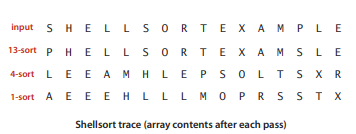 input S H E L L S O R T E X A M P L E
13-sort P H E L L S O R T E X A M S L E
4-sort L E E A M H L E P S O L T S X R
1-sort A E E E H L L L M O P R S S T X
Shellsort trace (array contents after each pass)